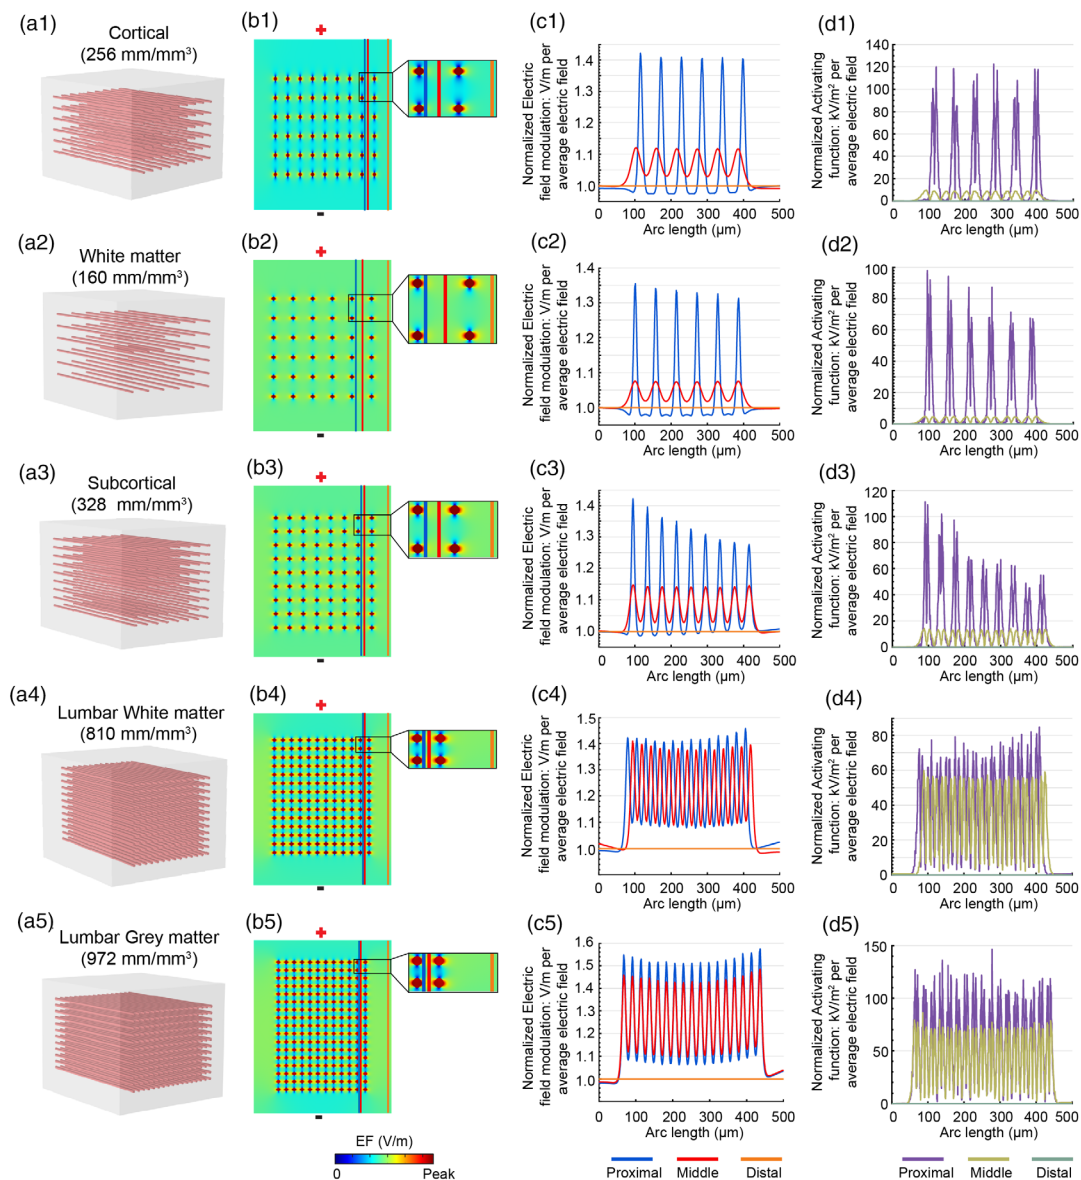 (a1)
Cortical
(256 mm/mm³)
(b1)
+
-
(c1)
Normalized Electric
field modulation: V/m per
average electric field
1.4
1.3
1.2
1.1
1.0
0 100 200 300 400 500
Arc length (µm)
(d1)
Normalized Activating
function: kV/m² per
average electric field
140
120
100
80
60
40
20
0
0 100 200 300 400 500
Arc length (µm)
(a2)
White matter
(160 mm/mm³)
(b2)
+
-
(c2)
Normalized Electric
field modulation: V/m per
average electric field
1.4
1.3
1.2
1.1
1.0
0 100 200 300 400 500
Arc length (µm)
(d2)
Normalized Activating
function: kV/m² per
average electric field
100
80
60
40
20
0
0 100 200 300 400 500
Arc length (µm)
(a3)
Subcortical
(328 mm/mm³)
(b3)
+
-
(c3)
Normalized Electric
field modulation: V/m per
average electric field
1.4
1.3
1.2
1.1
1.0
0 100 200 300 400 500
Arc length (µm)
(d3)
Normalized Activating
function: kV/m² per
average electric field
120
100
80
60
40
20
0
0 100 200 300 400 500
Arc length (µm)
(a4)
Lumbar White matter
(810 mm/mm³)
(b4)
+
-
(c4)
Normalized Electric
field modulation: V/m per
average electric field
1.5
1.4
1.3
1.2
1.1
1.0
0 100 200 300 400 500
Arc length (µm)
(d4)
Normalized Activating
function: kV/m² per
average electric field
80
60
40
20
0
0 100 200 300 400 500
Arc length (µm)
(a5)
Lumbar Grey matter
(972 mm/mm³)
(b5)
+
-
(c5)
Normalized Electric
field modulation: V/m per
average electric field
1.6
1.5
1.4
1.3
1.2
1.1
1.0
0 100 200 300 400 500
Arc length (µm)
(d5)
Normalized Activating
function: kV/m² per
average electric field
150
100
50
0
0 100 200 300 400 500
Arc length (µm)
EF (V/m)
0 Peak
Proximal Middle Distal
Proximal Middle Distal